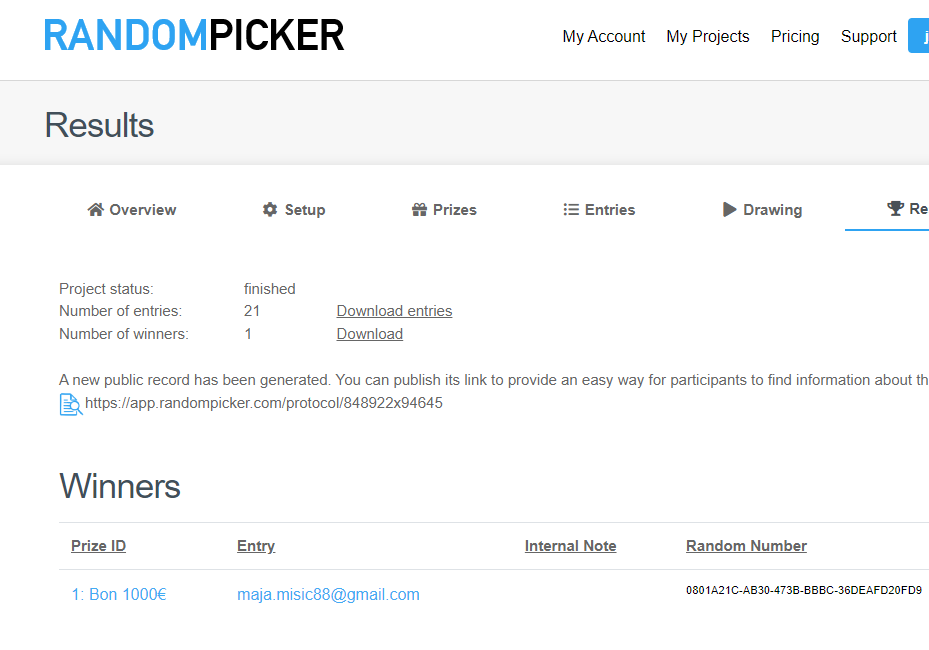 RANDOMPICKER
My Account My Projects Pricing Support j
Results
Overview Setup Prizes Entries Drawing Re
Project status: finished
Number of entries: 21 Download entries
Number of winners: 1 Download
A new public record has been generated. You can publish its link to provide an easy way for participants to find information about th
https://app.randompicker.com/protocol/848922x94645
Winners
Prize ID Entry Internal Note Random Number
1: Bon 1000€ maja.misic88@gmail.com 0801A21C-AB30-473B-BBBC-36DEAFD20FD9